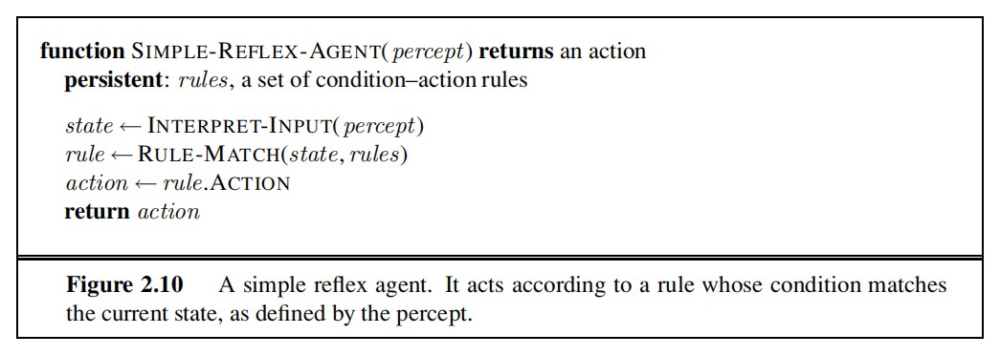 function SIMPLE-REFLEX-AGENT(percept) returns an action
persistent: rules, a set of condition–action rules
state ← INTERPRET-INPUT(percept)
rule ← RULE-MATCH(state, rules)
action ← rule.ACTION
return action
Figure 2.10 A simple reflex agent. It acts according to a rule whose condition matches
the current state, as defined by the percept.